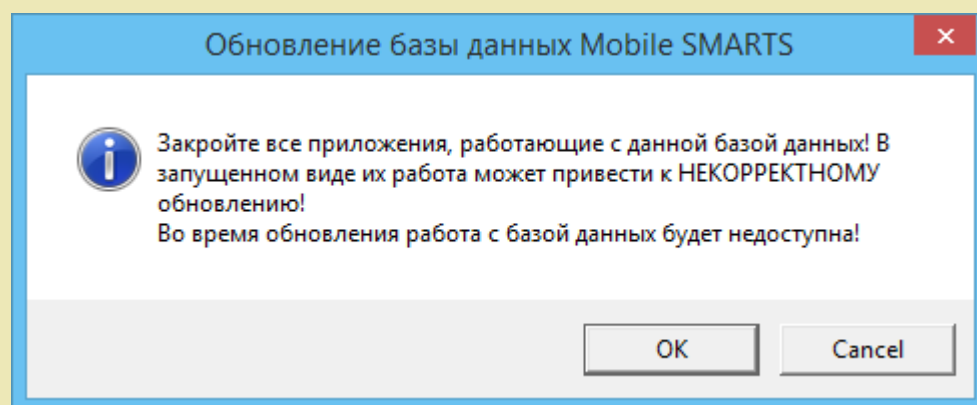 Обновление базы данных Mobile SMARTS
Закройте все приложения, работающие с данной базой данных! В
запущенном виде их работа может привести к НЕКОРРЕКТНОМУ
обновлению!
Во время обновления работа с базой данных будет недоступна!
OK
Cancel